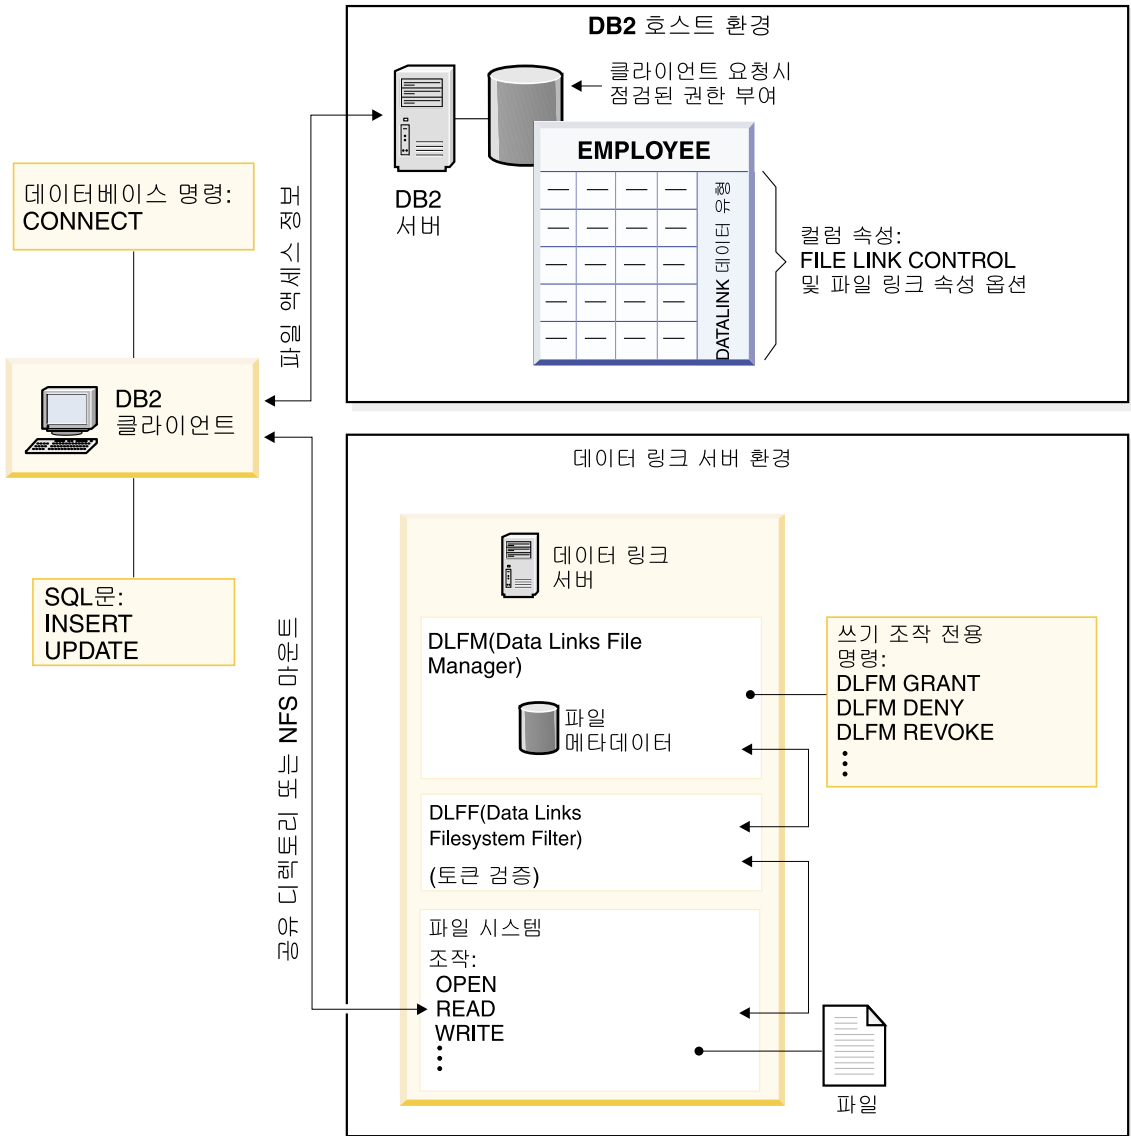 DB2 호스트 환경
클라이언트 요청시
점검된 권한 부여
DB2
서버
EMPLOYEE
DATALINK 데이터 유형
컬럼 속성:
FILE LINK CONTROL
및 파일 링크 속성 옵션
데이터베이스 명령:
CONNECT
파일 액세스 정보
DB2
클라이언트
SQL문:
INSERT
UPDATE
공유 디렉토리 또는 NFS 마운트
데이터 링크 서버 환경
데이터 링크
서버
DLFM(Data Links File
Manager)
파일
메타데이터
쓰기 조작 전용
명령:
DLFM GRANT
DLFM DENY
DLFM REVOKE
DLFF(Data Links
Filesystem Filter)
(토큰 검증)
파일 시스템
조작:
OPEN
READ
WRITE
파일